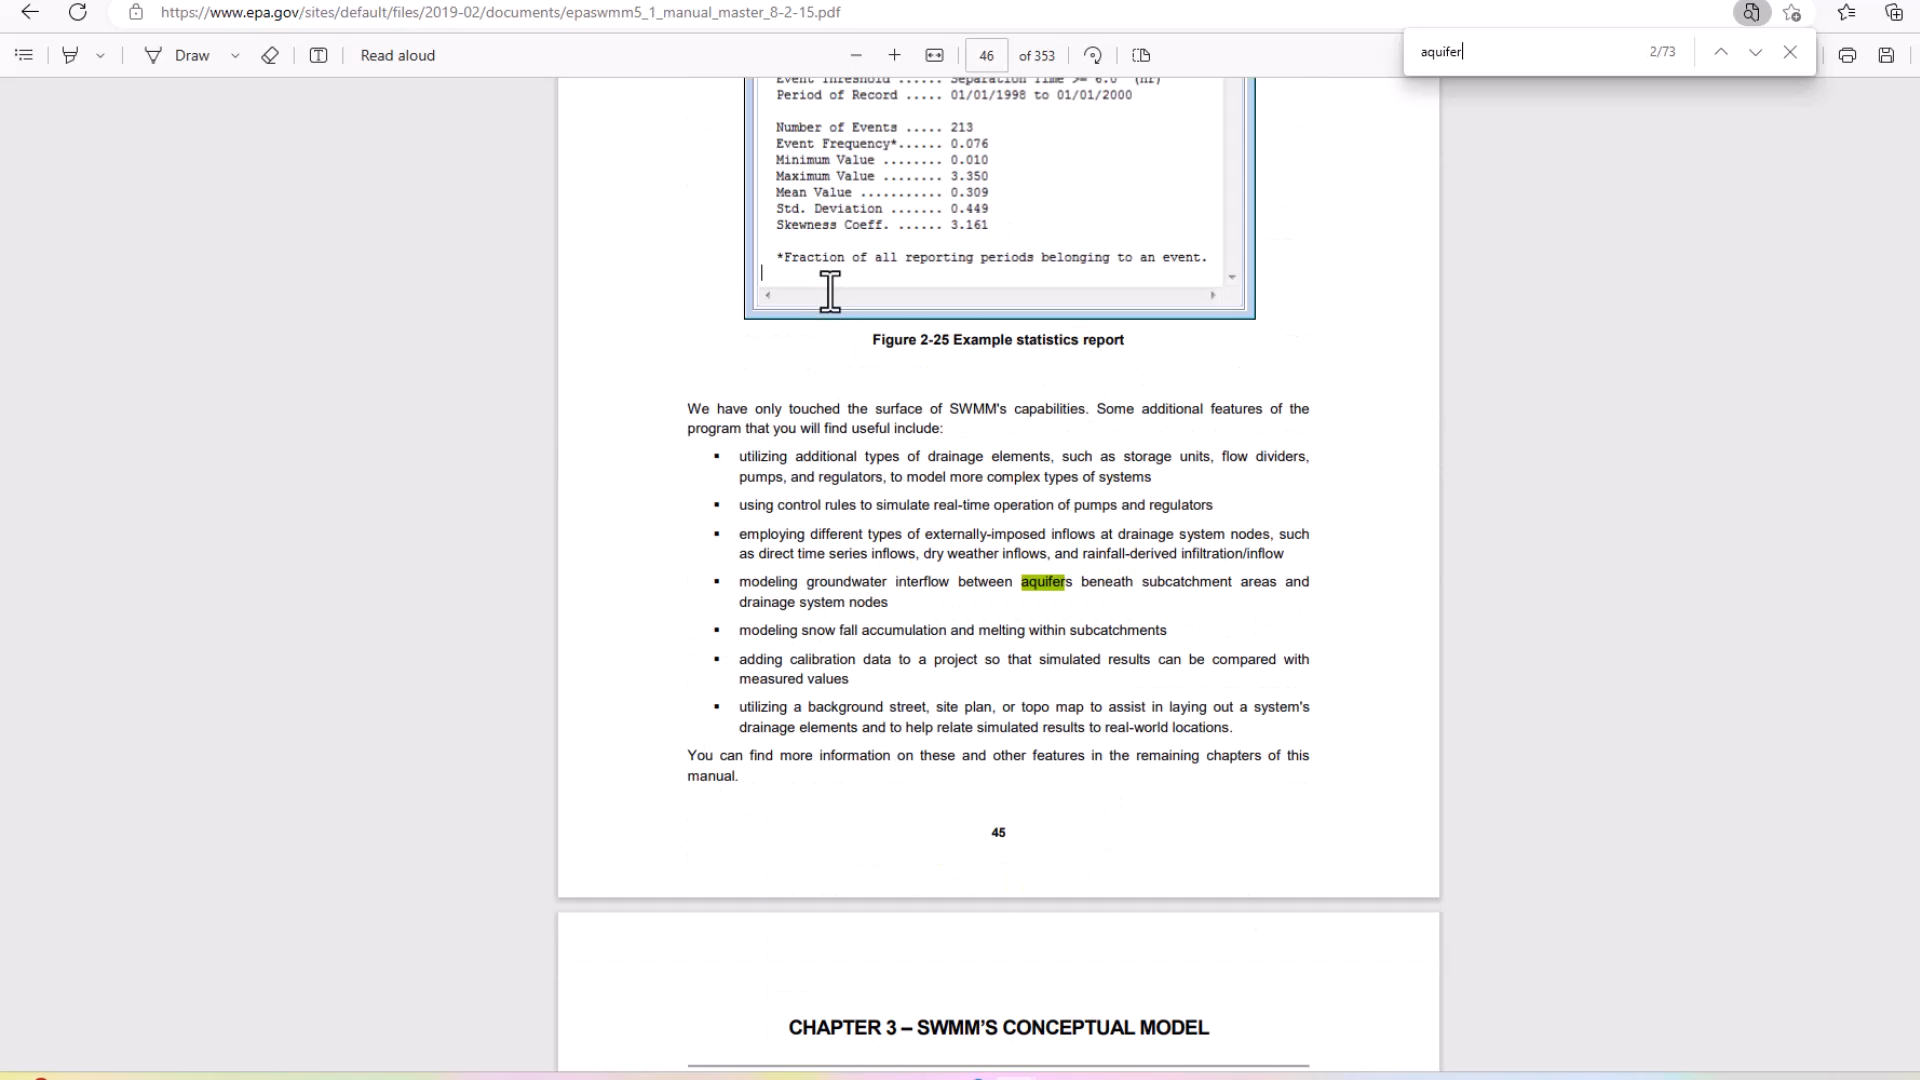 https://www.epa.gov/sites/default/files/2019-02/documents/epaswmm5_1_manual_master_8-2-15.pdf
Draw
Read aloud
46 of 353
aquifer 2/73
Event Threshold ...... Separation Time >= 6.0 (hr)
Period of Record ..... 01/01/1998 to 01/01/2000
Number of Events ..... 213
Event Frequency*...... 0.076
Minimum Value ........ 0.010
Maximum Value ........ 3.350
Mean Value ........... 0.309
Std. Deviation ....... 0.449
Skewness Coeff. ...... 3.161
*Fraction of all reporting periods belonging to an event.
Figure 2-25 Example statistics report
We have only touched the surface of SWMM's capabilities. Some additional features of the
program that you will find useful include:
▪ utilizing additional types of drainage elements, such as storage units, flow dividers,
pumps, and regulators, to model more complex types of systems
▪ using control rules to simulate real-time operation of pumps and regulators
▪ employing different types of externally-imposed inflows at drainage system nodes, such
as direct time series inflows, dry weather inflows, and rainfall-derived infiltration/inflow
▪ modeling groundwater interflow between aquifers beneath subcatchment areas and
drainage system nodes
▪ modeling snow fall accumulation and melting within subcatchments
▪ adding calibration data to a project so that simulated results can be compared with
measured values
▪ utilizing a background street, site plan, or topo map to assist in laying out a system's
drainage elements and to help relate simulated results to real-world locations.
You can find more information on these and other features in the remaining chapters of this
manual.
45
CHAPTER 3 – SWMM'S CONCEPTUAL MODEL